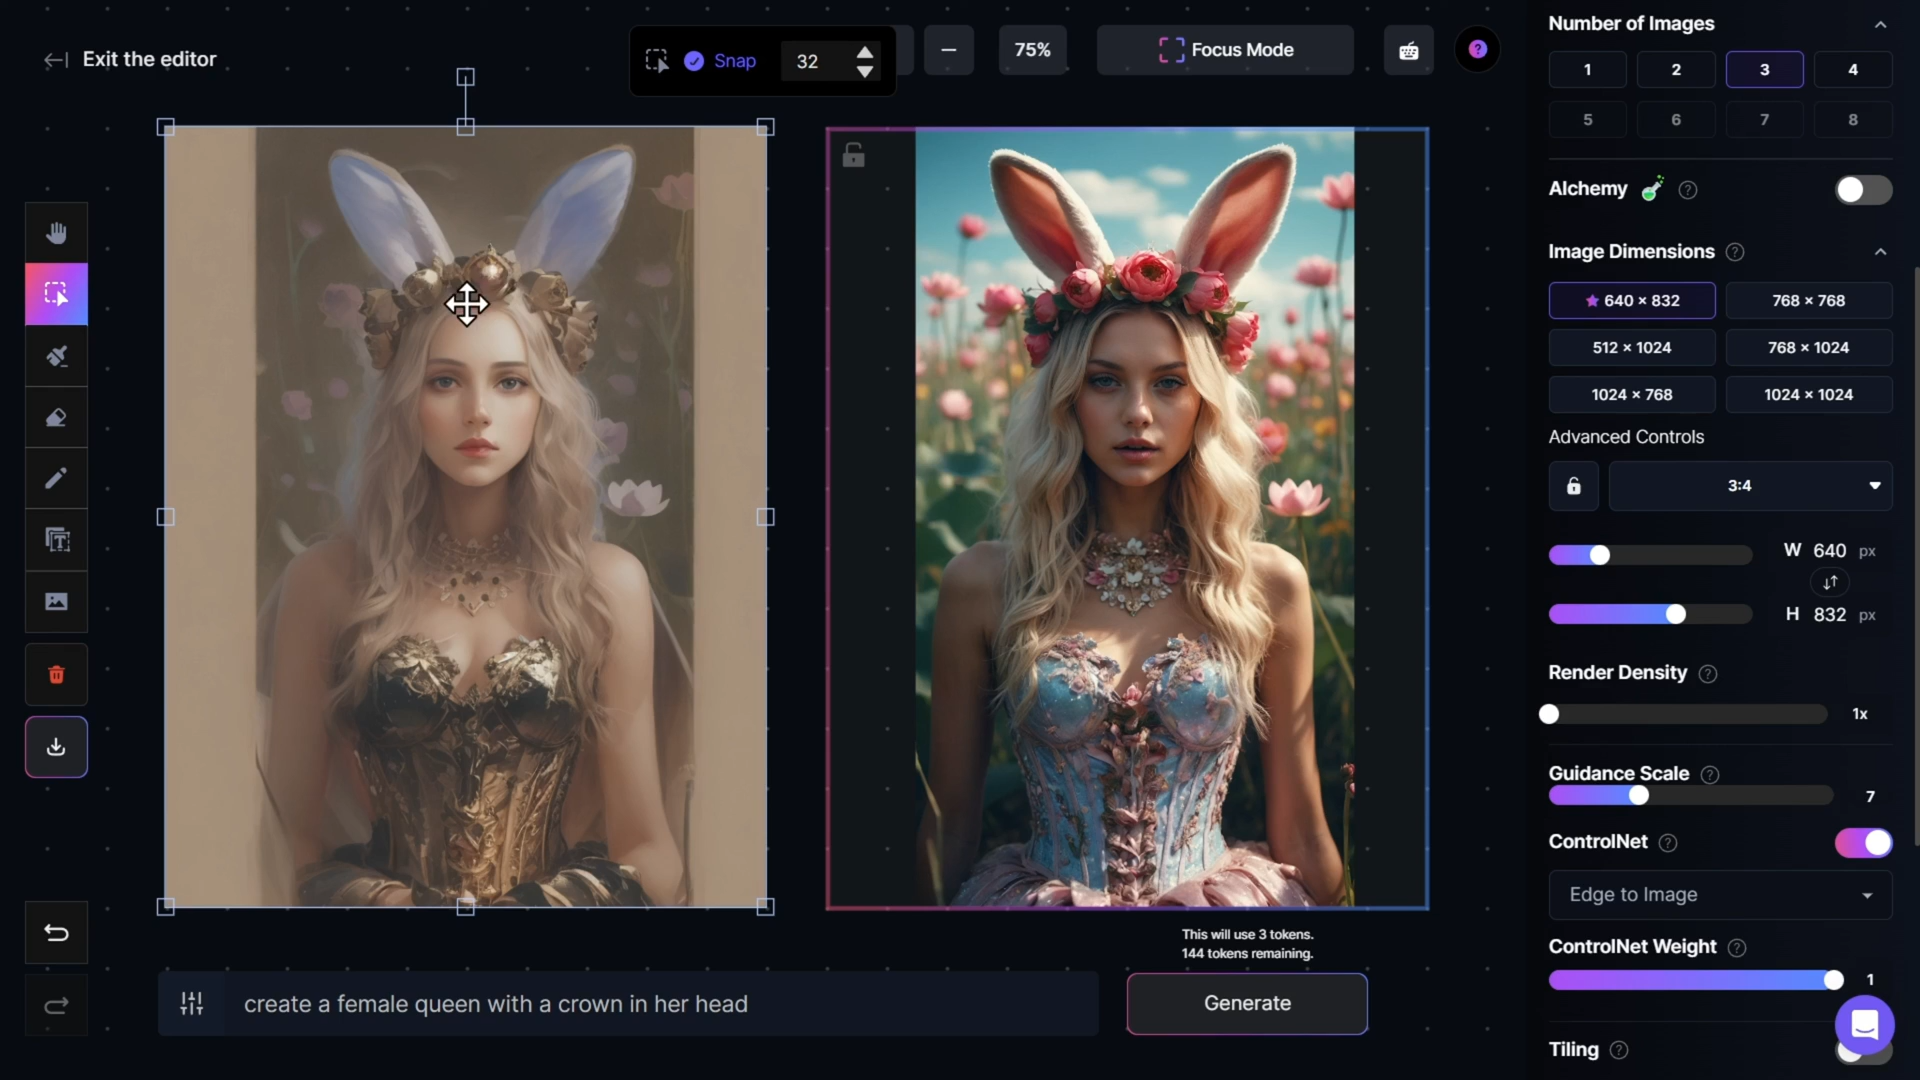 Exit the editor
Snap
32
75%
Focus Mode
?
Number of Images
1 2 3 4
5 6 7 8
Alchemy ?
Image Dimensions ?
640 × 832 768 × 768
512 × 1024 768 × 1024
1024 × 768 1024 × 1024
Advanced Controls
3:4
W 640 px
H 832 px
Render Density ?
1x
Guidance Scale ?
7
ControlNet ?
Edge to Image
ControlNet Weight ?
1
Tiling ?
T
This will use 3 tokens.
144 tokens remaining.
create a female queen with a crown in her head
Generate